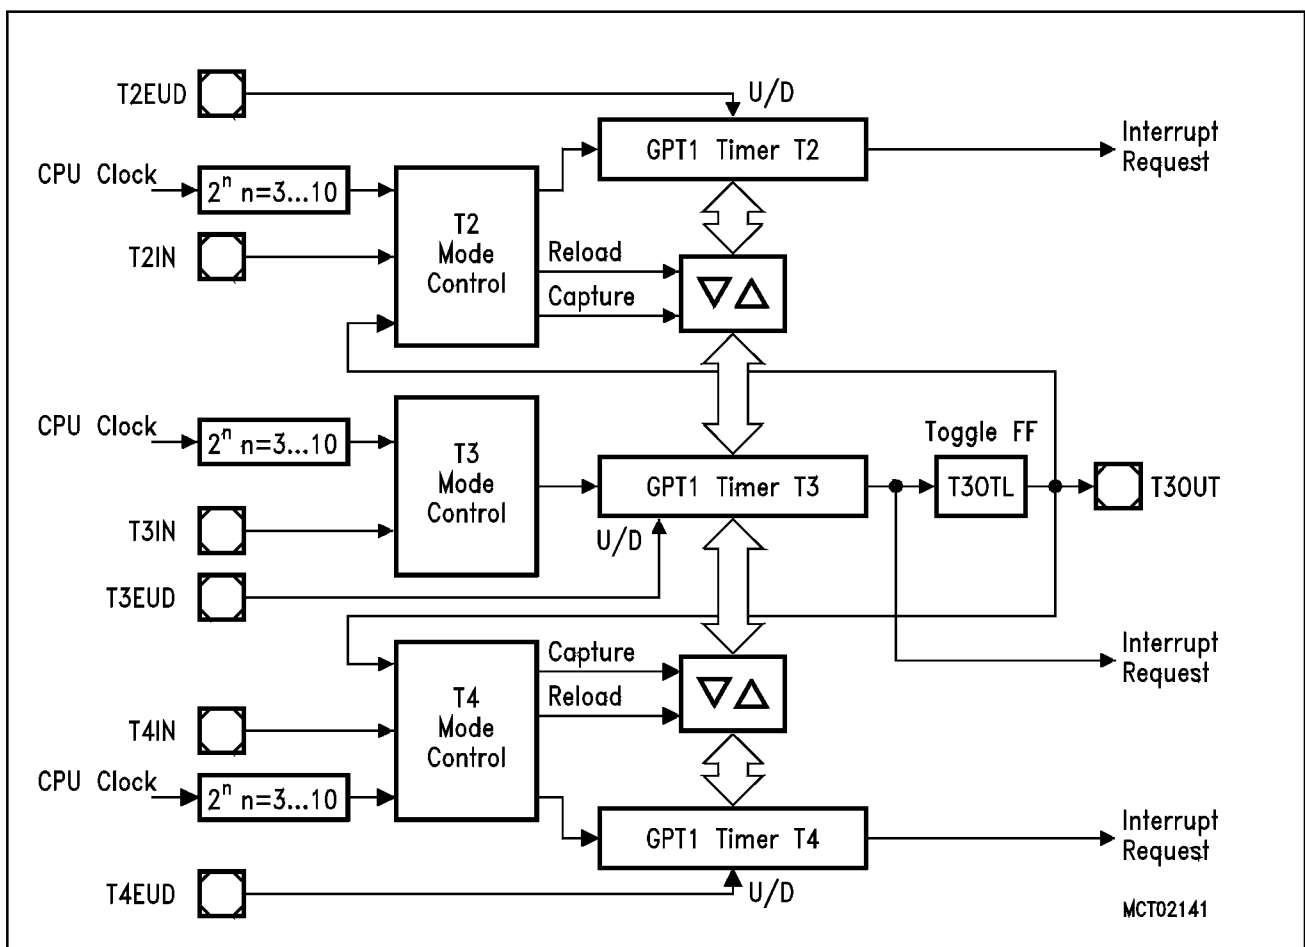 T2EUD
U/D
GPT1 Timer T2
Interrupt
Request
CPU Clock
2ⁿ n=3...10
T2
Mode
Control
T2IN
Reload
Capture
CPU Clock
2ⁿ n=3...10
T3
Mode
Control
GPT1 Timer T3
Toggle FF
T3OTL
T3OUT
T3IN
U/D
T3EUD
Interrupt
Request
Capture
Reload
T4
Mode
Control
T4IN
CPU Clock
2ⁿ n=3...10
GPT1 Timer T4
Interrupt
Request
T4EUD
U/D
MCT02141